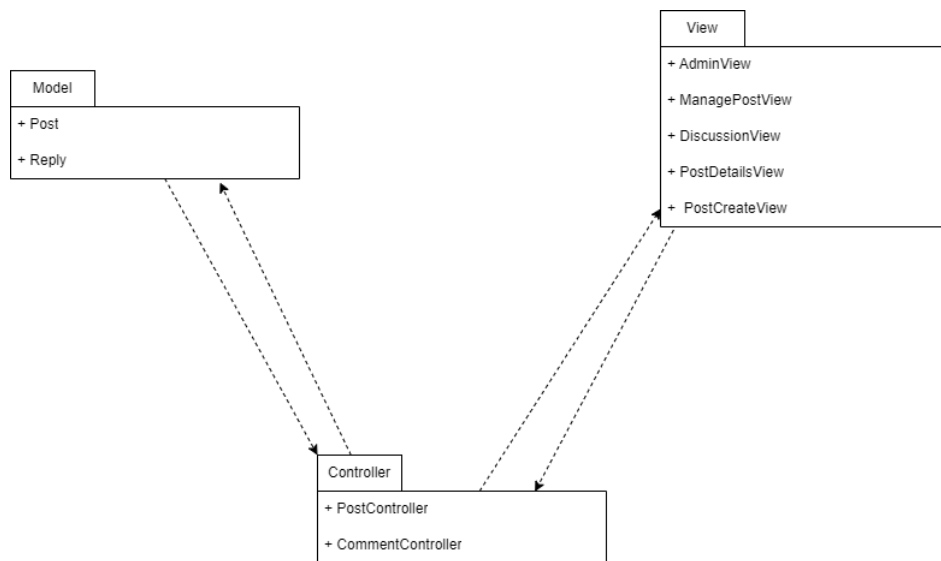 View
+ AdminView
+ ManagePostView
+ DiscussionView
+ PostDetailsView
+ PostCreateView
Model
+ Post
+ Reply
Controller
+ PostController
+ CommentController